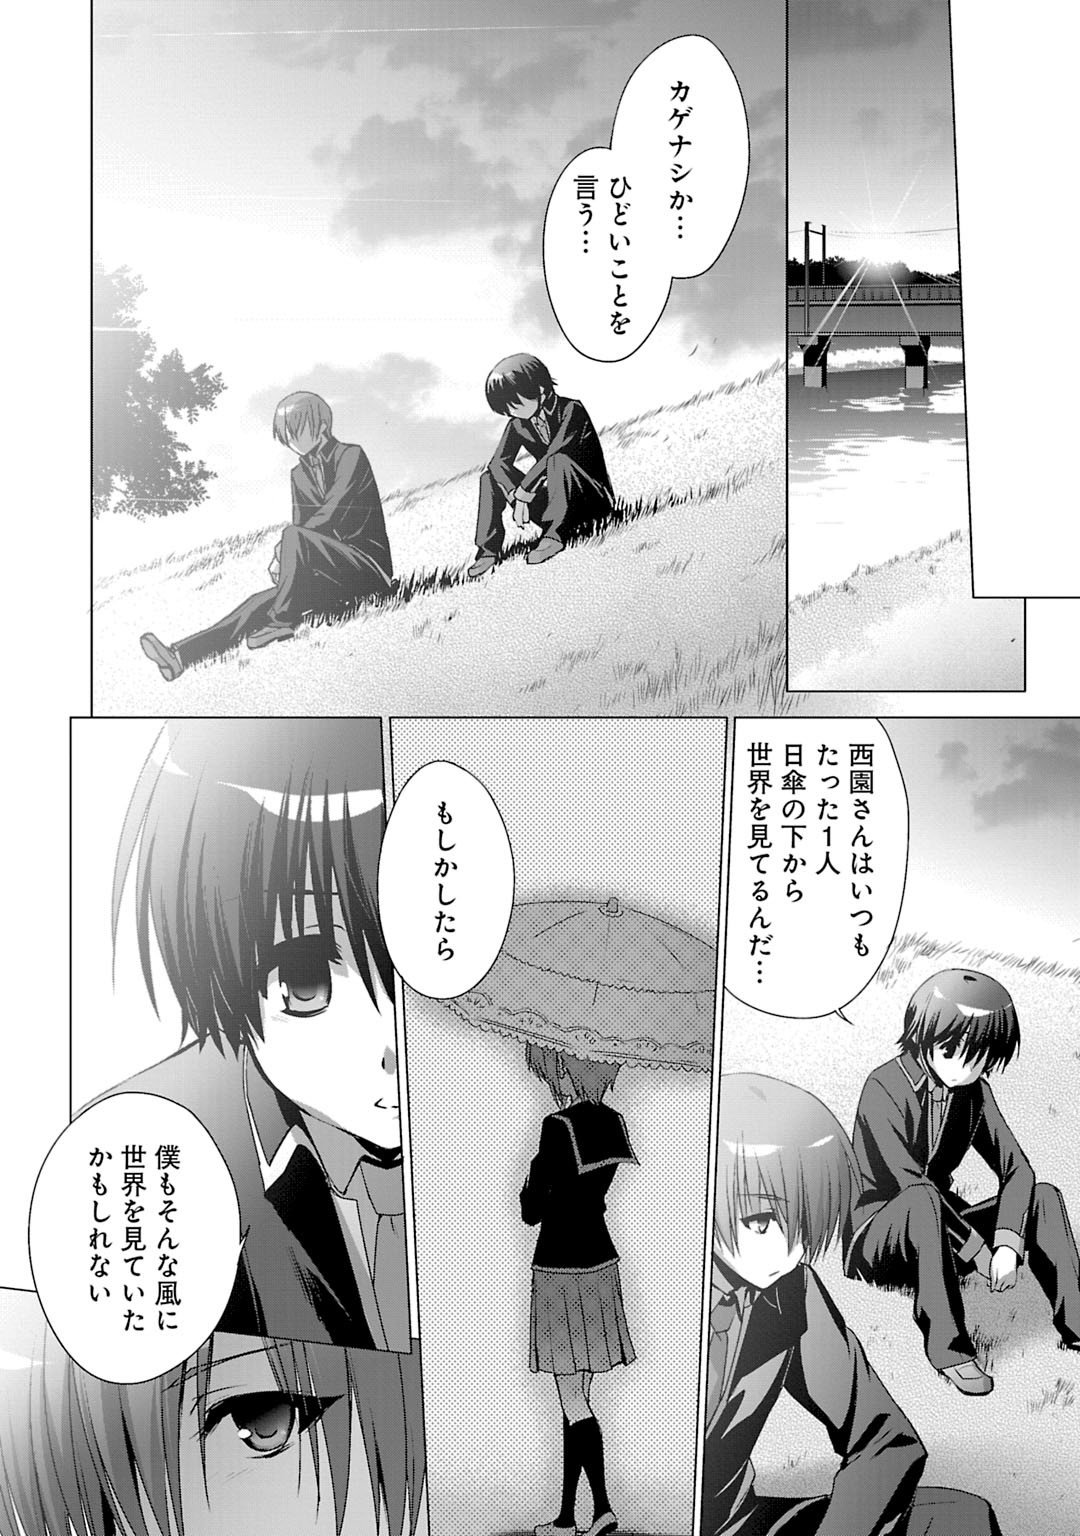 カゲナシか…
ひどいことを
言う…
西園さんはいつも
たった1人
日傘の下から
世界を見てるんだ…
もしかしたら
僕もそんな風に
世界を見ていた
かもしれない